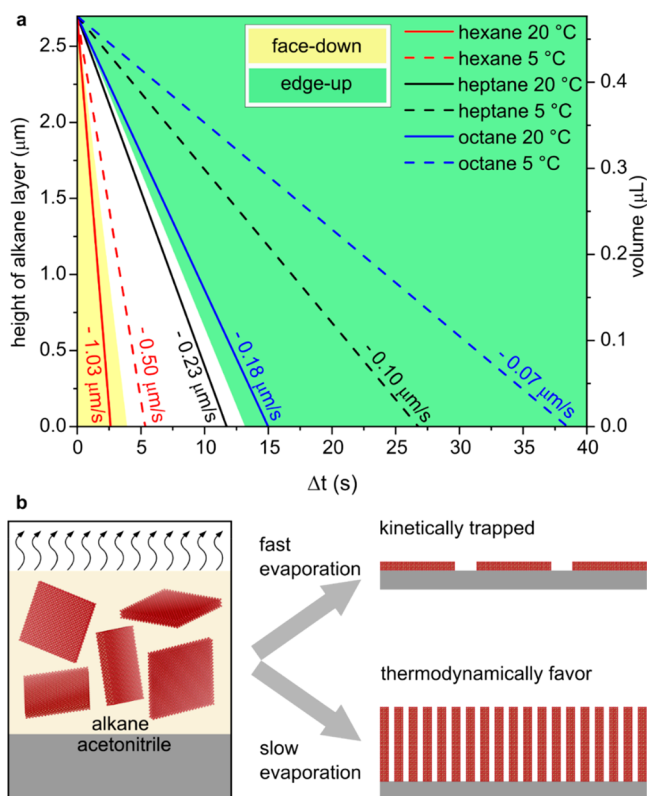 a
face-down
edge-up
hexane 20 °C
hexane 5 °C
heptane 20 °C
heptane 5 °C
octane 20 °C
octane 5 °C
height of alkane layer (μm)
2.5
2.0
1.5
1.0
0.5
0.0
volume (μL)
0.4
0.3
0.2
0.1
0.0
- 1.03 μm/s
- 0.50 μm/s
- 0.23 μm/s
- 0.18 μm/s
- 0.10 μm/s
- 0.07 μm/s
0 5 10 15 20 25 30 35 40
Δt (s)
b
alkane
acetonitrile
fast
evaporation
slow
evaporation
kinetically trapped
thermodynamically favor